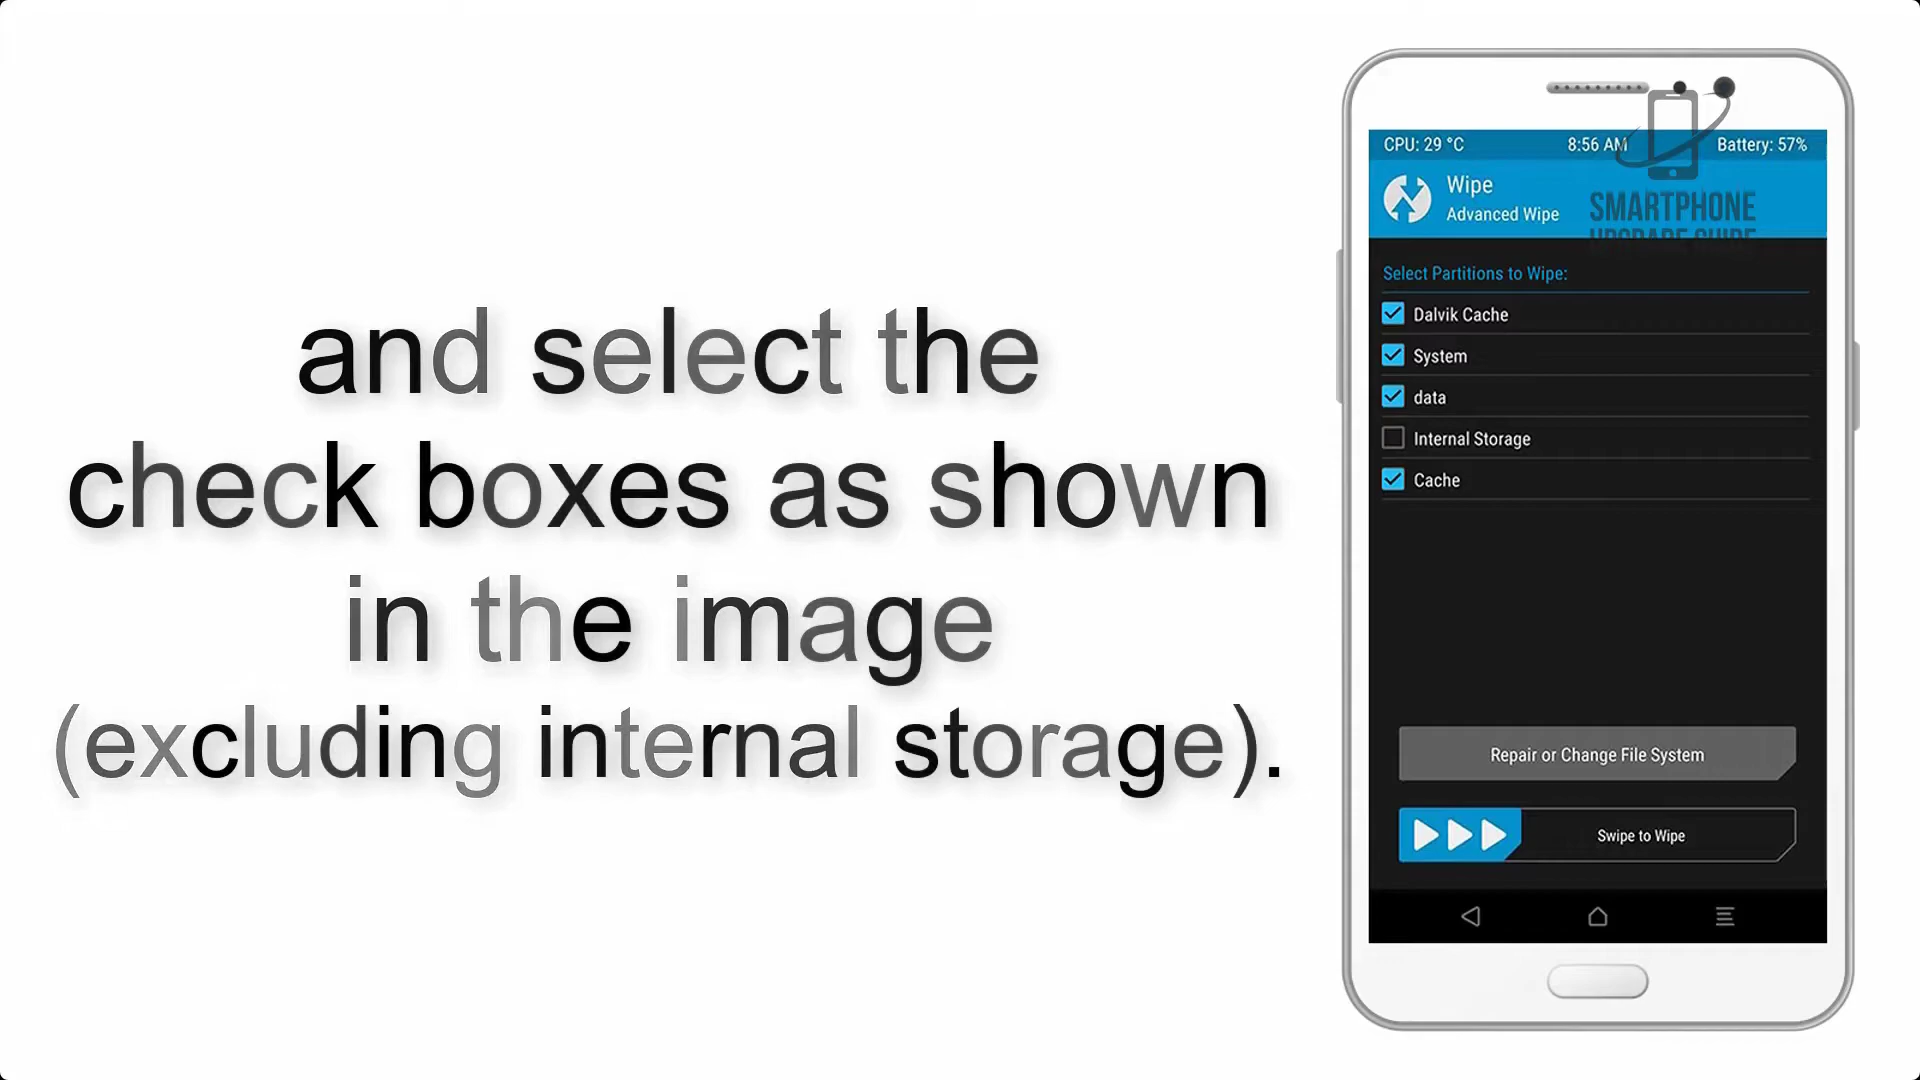 and select the
check boxes as shown
in the image
(excluding internal storage).
CPU: 29 °C 8:56 AM Battery: 57%
Wipe
Advanced Wipe
SMARTPHONE
UPGRADE GUIDE
Select Partitions to Wipe:
Dalvik Cache
System
data
Internal Storage
Cache
Repair or Change File System
Swipe to Wipe